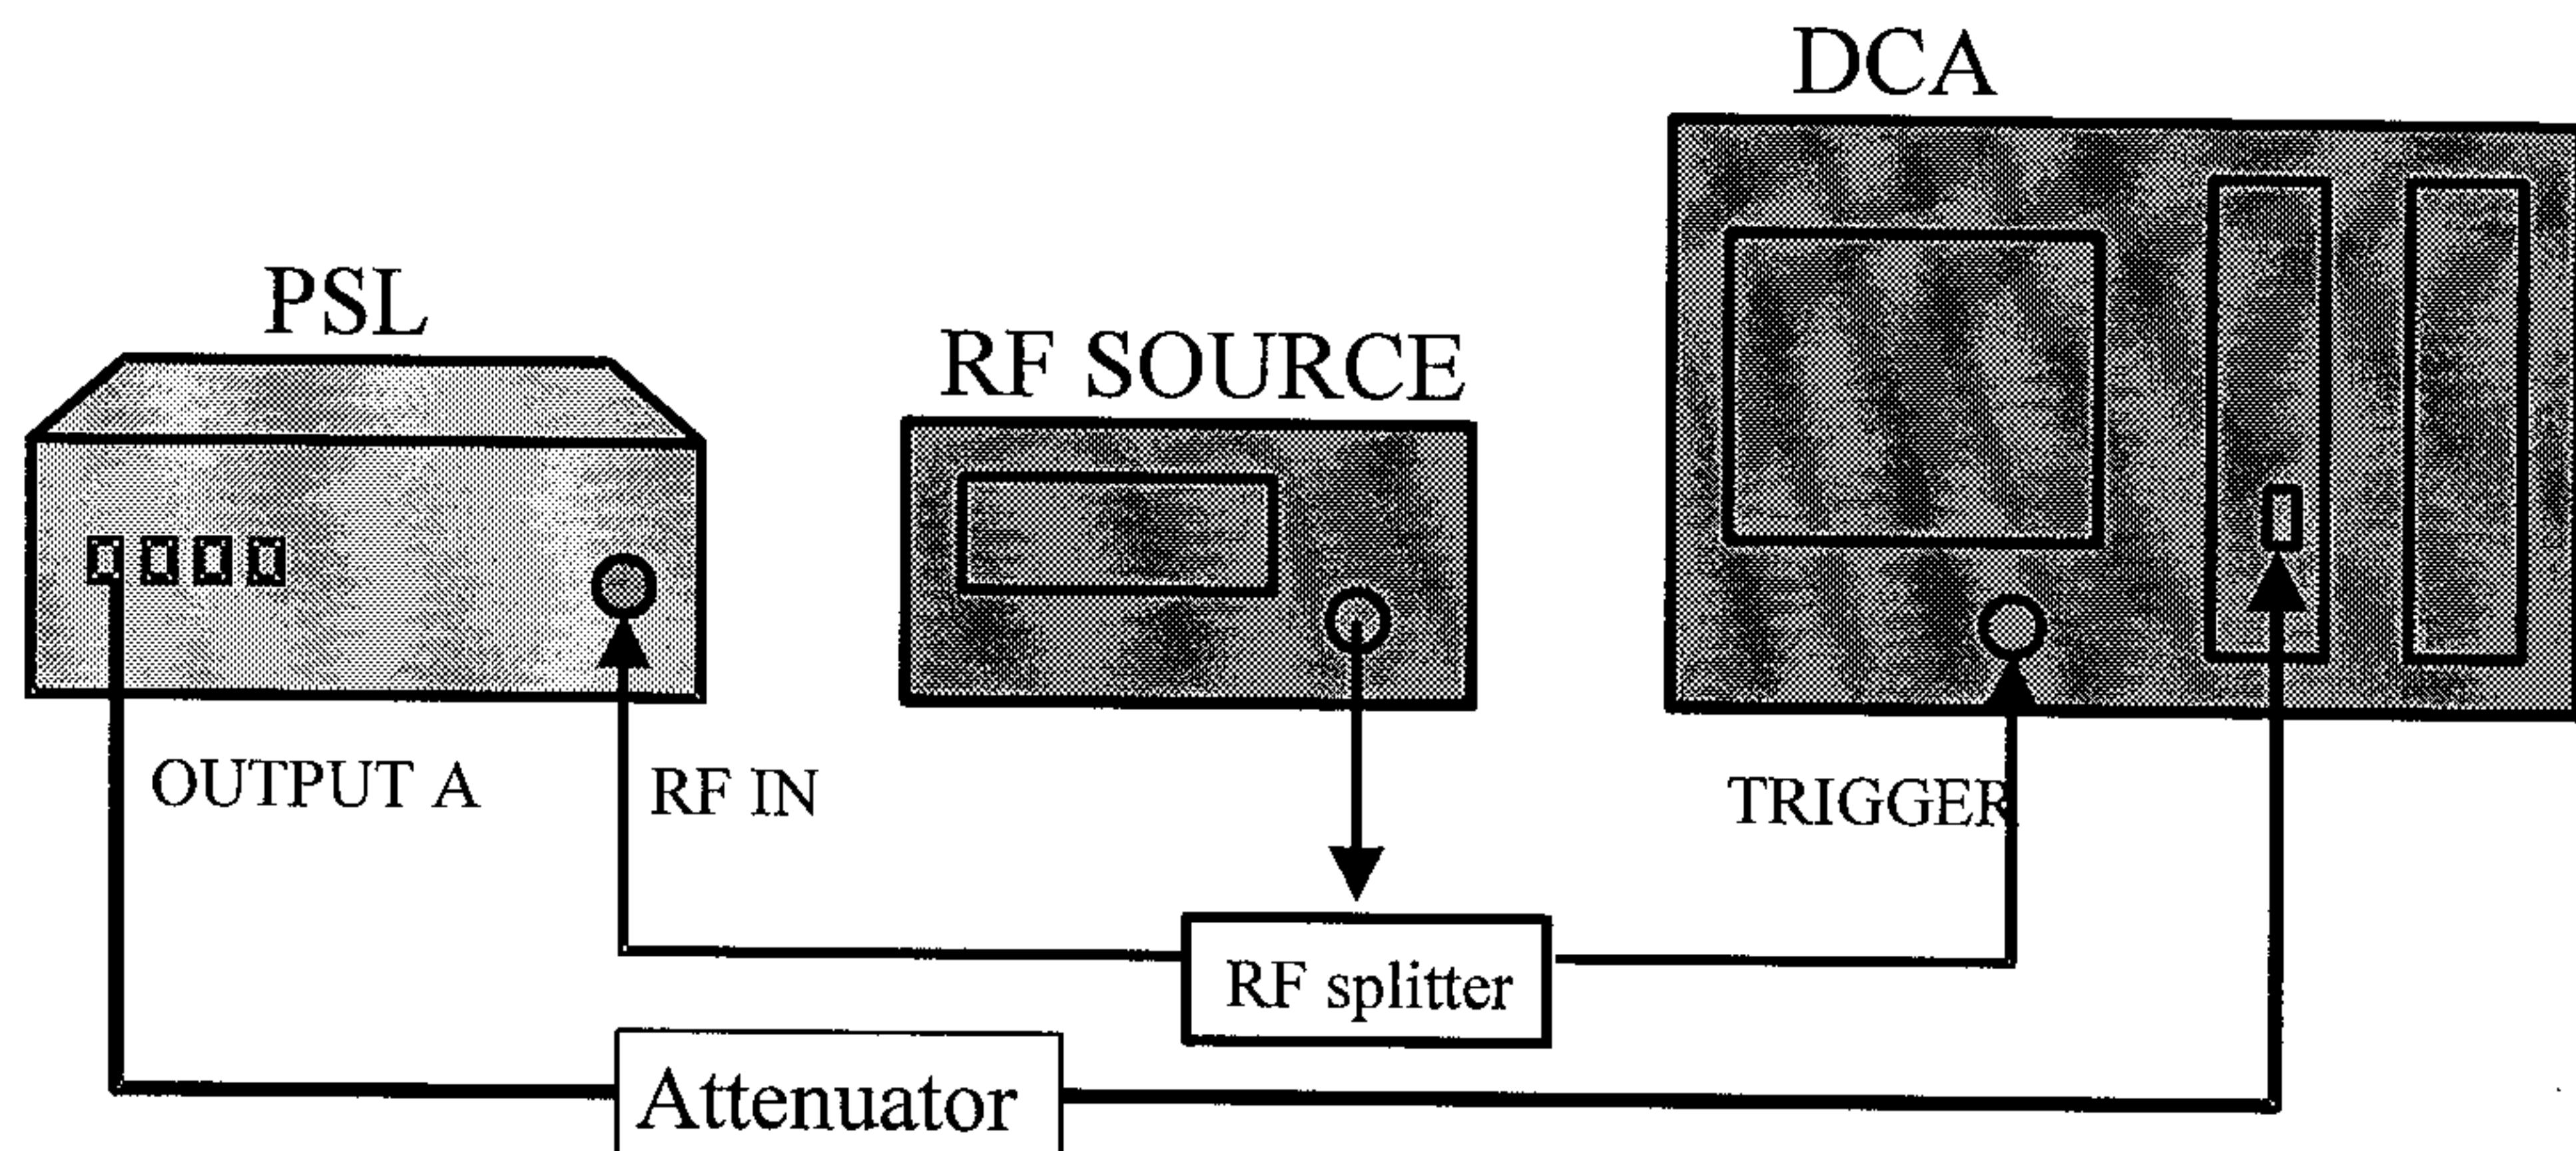 DCA
PSL
RF SOURCE
OUTPUT A
RF IN
TRIGGER
RF splitter
Attenuator